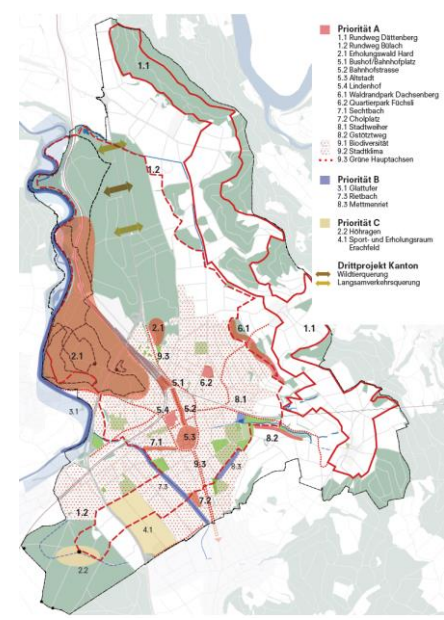 Priorität A
1.1 Rundweg Dättenberg
1.2 Rundweg Bülach
2.1 Erholungswald Hard
5.1 Bushof/Bahnhofplatz
5.2 Bahnhofstrasse
5.3 Altstadt
5.4 Lindenhof
6.1 Waldrandpark Dachsenberg
6.2 Quartierpark Füchsli
7.1 Sechtbach
7.2 Cholplatz
8.1 Stadtweiher
8.2 Gstötztweg
9.1 Biodiversität
9.2 Stadtklima
9.3 Grüne Hauptachsen
Priorität B
3.1 Glattufer
7.3 Rietbach
8.3 Mettmenriet
Priorität C
2.2 Höhragen
4.1 Sport- und Erholungsraum
Erachfeld
Drittprojekt Kanton
Wildtierquerung
Langsamverkehrsquerung
1.1
1.2
2.1
6.1
1.1
9.3
2.1
5.1
6.2
3.1
5.4
5.2
8.1
7.1
5.3
8.2
9.3
8.3
7.3
7.2
1.2
4.1
2.2